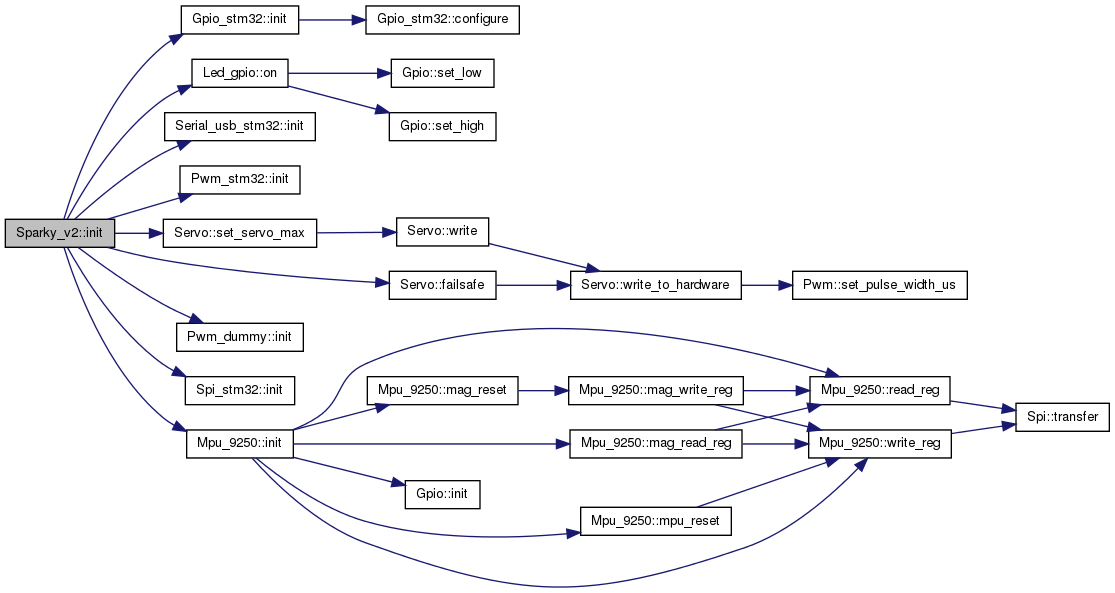 Gpio_stm32::init
Gpio_stm32::configure
Led_gpio::on
Gpio::set_low
Gpio::set_high
Serial_usb_stm32::init
Pwm_stm32::init
Sparky_v2::init
Servo::set_servo_max
Servo::write
Servo::failsafe
Servo::write_to_hardware
Pwm::set_pulse_width_us
Pwm_dummy::init
Spi_stm32::init
Mpu_9250::mag_reset
Mpu_9250::mag_write_reg
Mpu_9250::read_reg
Spi::transfer
Mpu_9250::init
Mpu_9250::mag_read_reg
Mpu_9250::write_reg
Gpio::init
Mpu_9250::mpu_reset